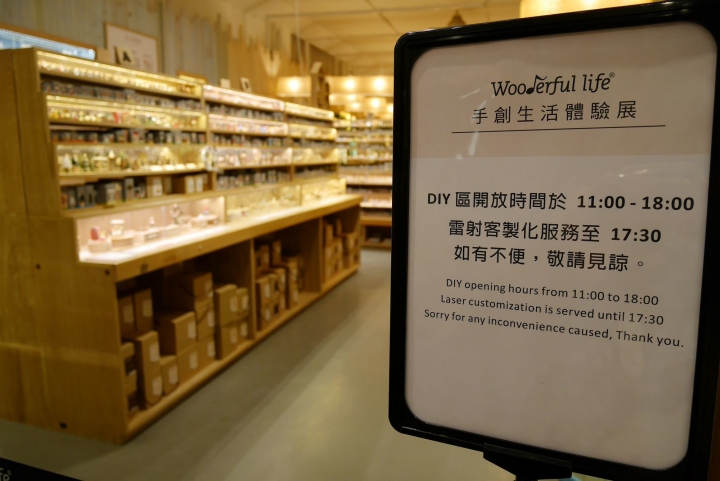 Wooderful life®
手創生活體驗展
DIY 區開放時間於 11:00 - 18:00
雷射客製化服務至 17:30
如有不便，敬請見諒。
DIY opening hours from 11:00 to 18:00
Laser customization is served until 17:30
Sorry for any inconvenience caused, Thank you.